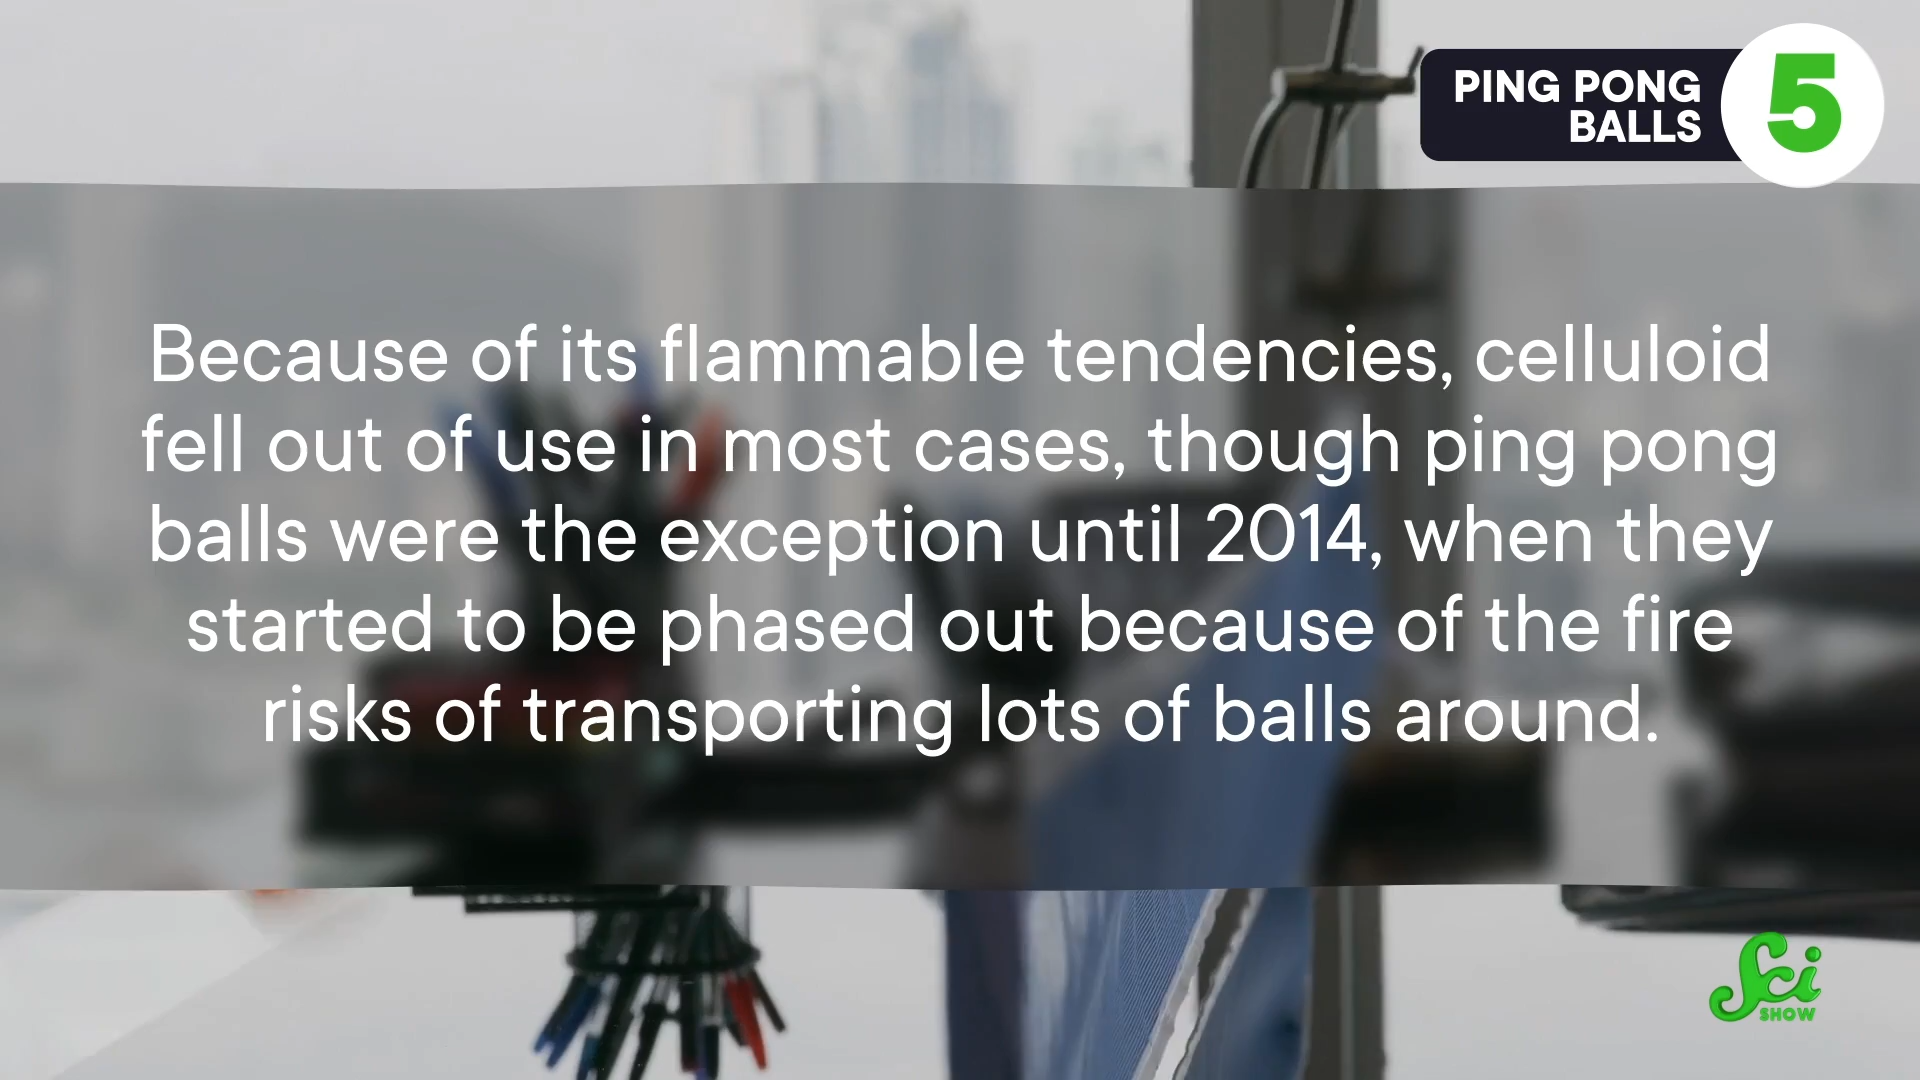 PING PONG
BALLS
5
Because of its flammable tendencies, celluloid
fell out of use in most cases, though ping pong
balls were the exception until 2014, when they
started to be phased out because of the fire
risks of transporting lots of balls around.
Sci
SHOW